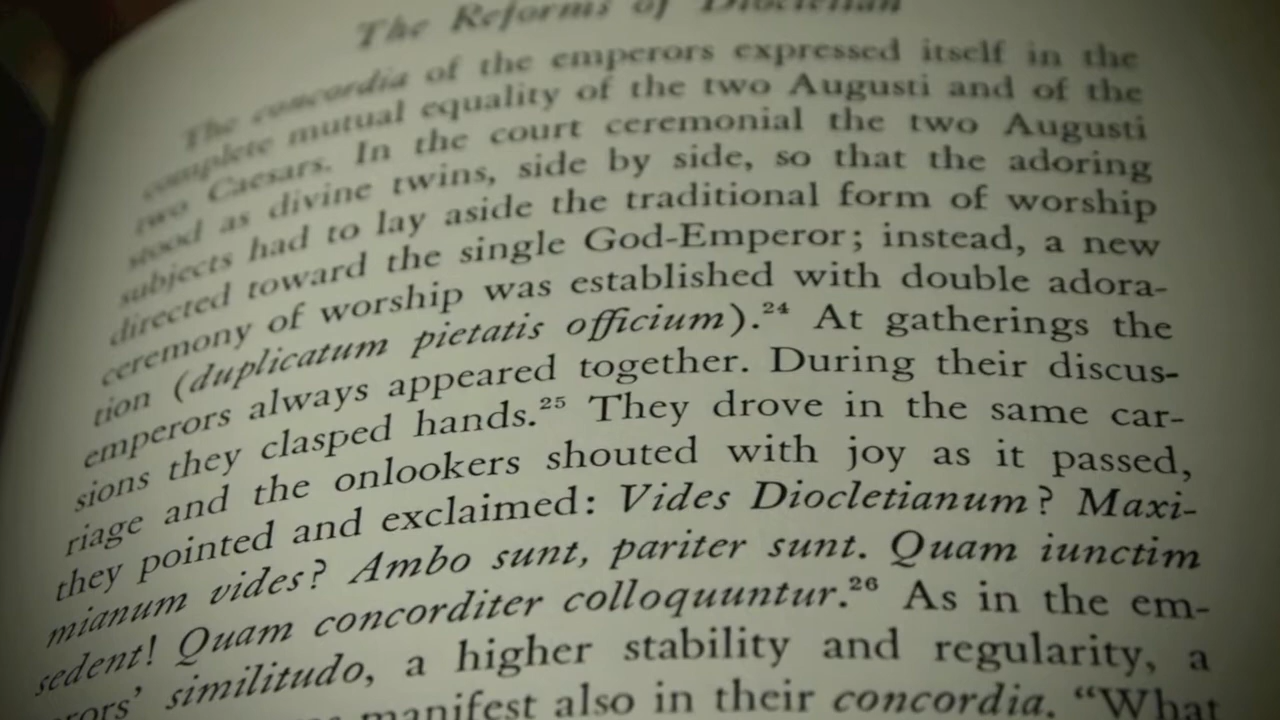 The Reforms of Diocletian
The concordia of the emperors expressed itself in the
complete mutual equality of the two Augusti and of the
two Caesars. In the court ceremonial the two Augusti
stood as divine twins, side by side, so that the adoring
subjects had to lay aside the traditional form of worship
directed toward the single God-Emperor; instead, a new
ceremony of worship was established with double adora-
tion (duplicatum pietatis officium).²⁴ At gatherings the
emperors always appeared together. During their discus-
sions they clasped hands.²⁵ They drove in the same car-
riage and the onlookers shouted with joy as it passed,
they pointed and exclaimed: Vides Diocletianum? Maxi-
mianum vides? Ambo sunt, pariter sunt. Quam iunctim
sedent! Quam concorditer colloquuntur.²⁶ As in the em-
erors' similitudo, a higher stability and regularity, a
manifest also in their concordia. "What